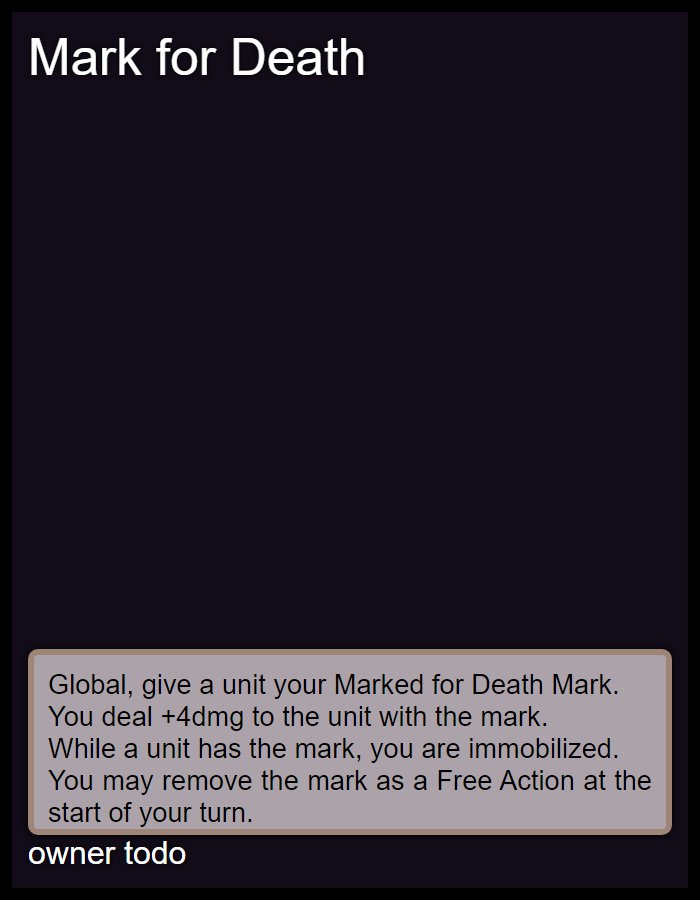 Mark for Death
Global, give a unit your Marked for Death Mark.
You deal +4dmg to the unit with the mark.
While a unit has the mark, you are immobilized.
You may remove the mark as a Free Action at the
start of your turn.
owner todo